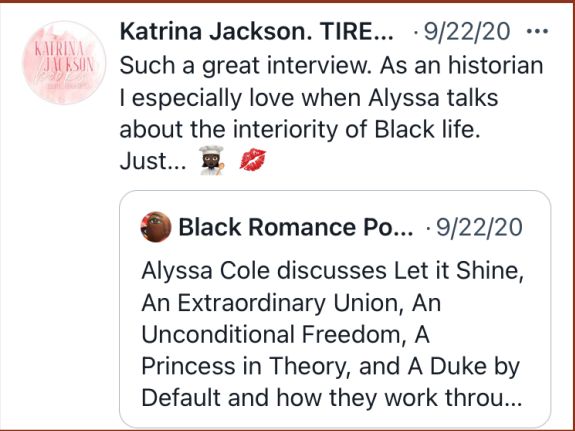 KATRINA
JACKSON
Katrina Jackson. TIRE... · 9/22/20 •••
Such a great interview. As an historian
I especially love when Alyssa talks
about the interiority of Black life.
Just... 👩🏿‍🍳 💋
Black Romance Po... · 9/22/20
Alyssa Cole discusses Let it Shine,
An Extraordinary Union, An
Unconditional Freedom, A
Princess in Theory, and A Duke by
Default and how they work throu...